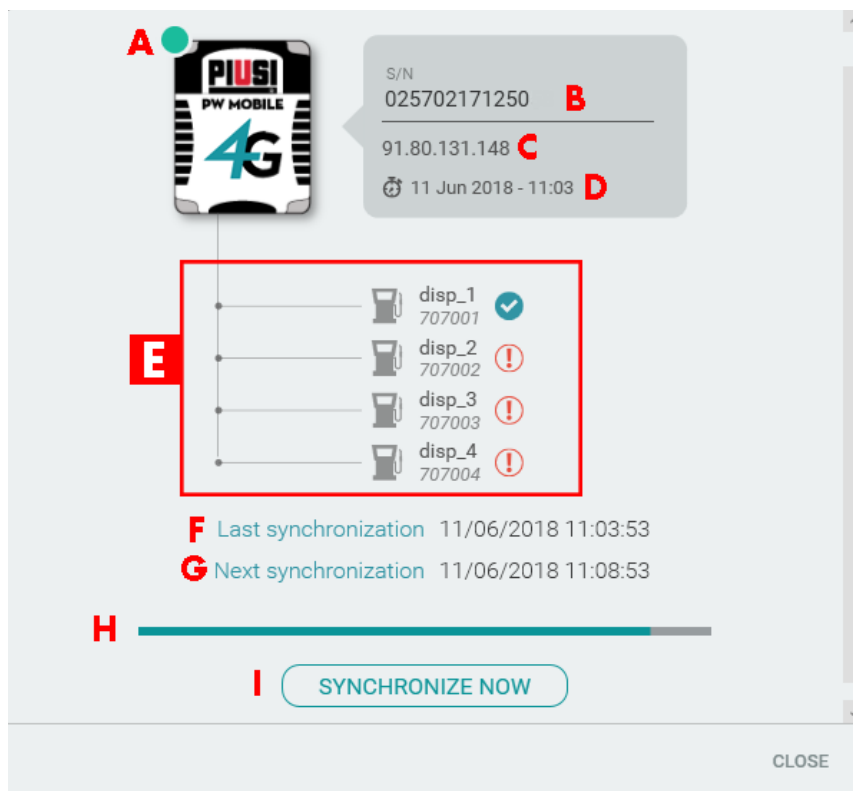 A
PIUSI
PW MOBILE
4G
S/N
025702171250 B
91.80.131.148 C
11 Jun 2018 - 11:03 D
E
disp_1
707001
disp_2
707002
disp_3
707003
disp_4
707004
F Last synchronization 11/06/2018 11:03:53
G Next synchronization 11/06/2018 11:08:53
H
I SYNCHRONIZE NOW
CLOSE